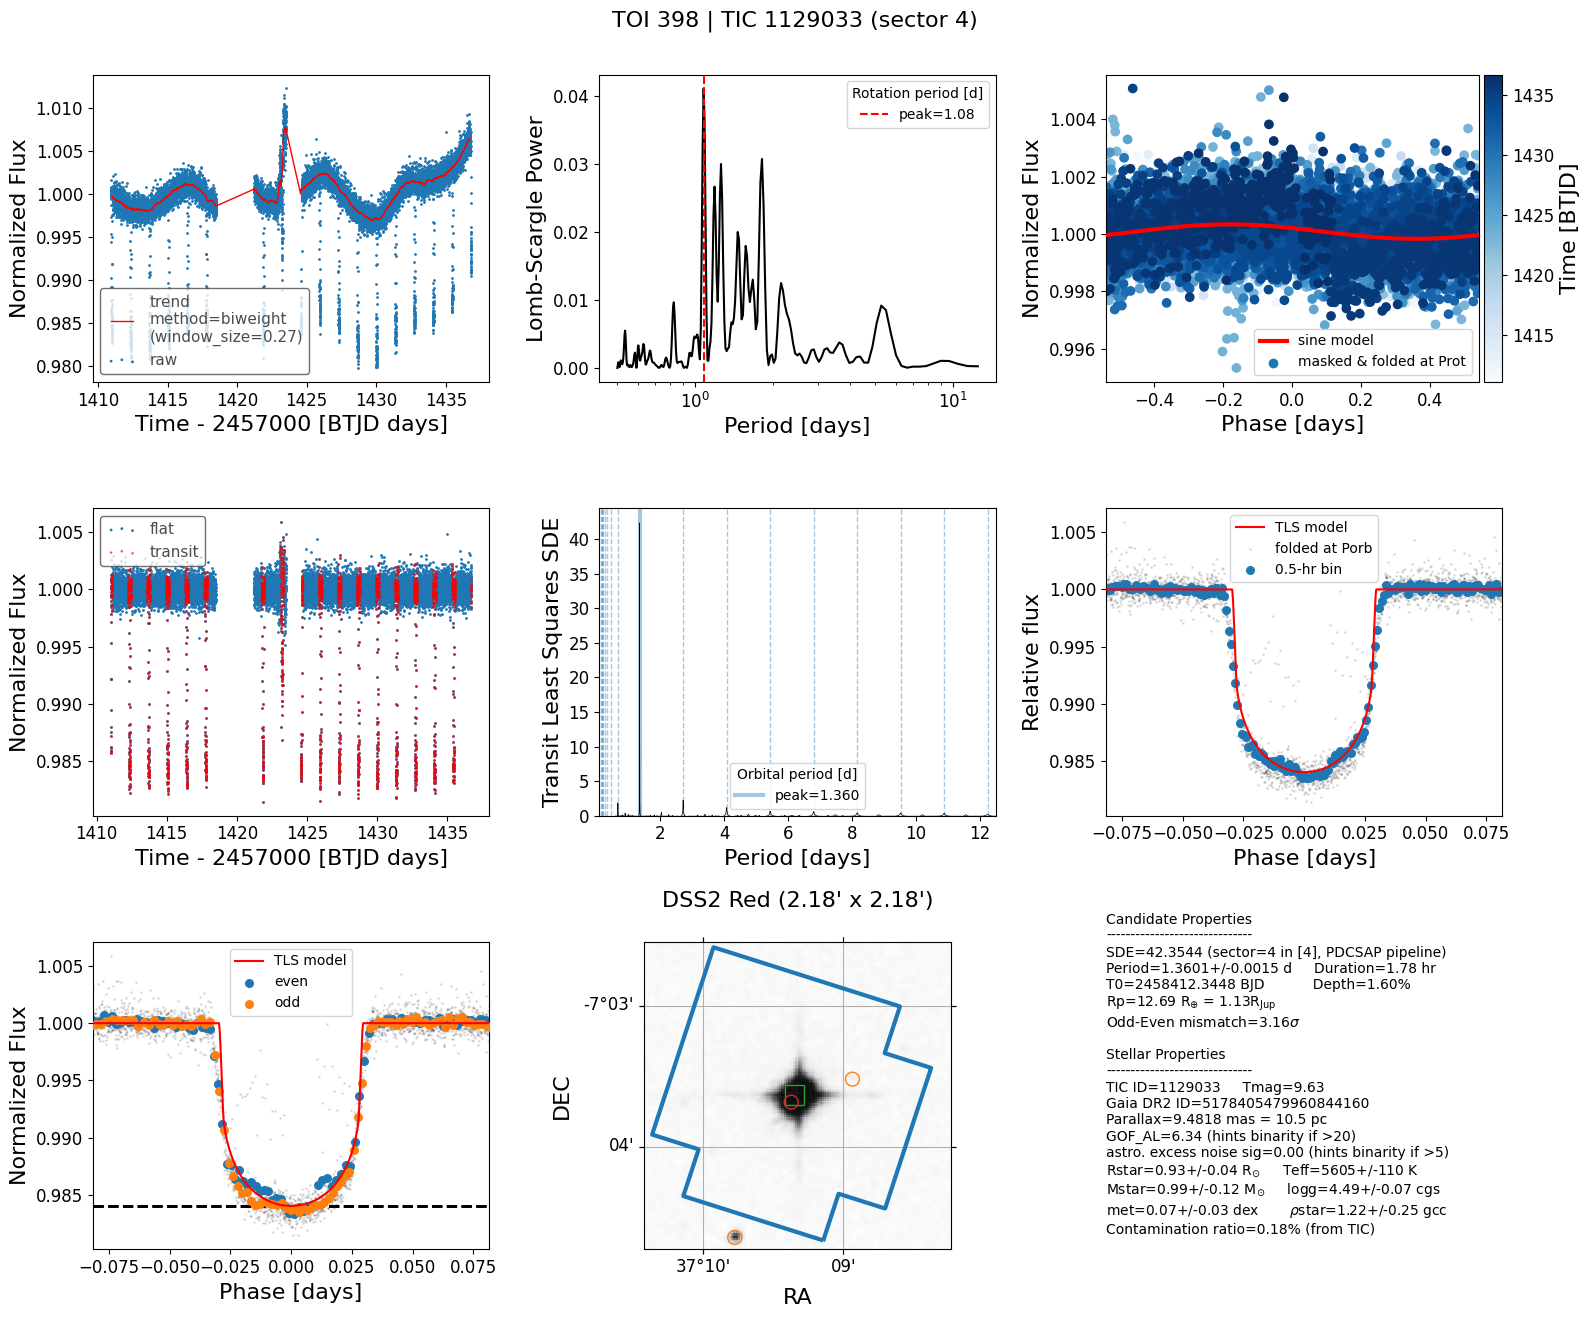 TOI 398 | TIC 1129033 (sector 4)
Normalized Flux
1.010
1.005
1.000
0.995
0.990
0.985
0.980
trend
method=biweight
(window_size=0.27)
raw
1410 1415 1420 1425 1430 1435
Time - 2457000 [BTJD days]
Lomb-Scargle Power
0.04
0.03
0.02
0.01
0.00
Rotation period [d]
peak=1.08
10^0 10^1
Period [days]
Normalized Flux
1.004
1.002
1.000
0.998
0.996
sine model
masked & folded at Prot
−0.4 −0.2 0.0 0.2 0.4
Phase [days]
1435
1430
1425
1420
1415
Time [BTJD]
Normalized Flux
1.005
1.000
0.995
0.990
0.985
flat
transit
1410 1415 1420 1425 1430 1435
Time - 2457000 [BTJD days]
Transit Least Squares SDE
40
35
30
25
20
15
10
5
0
Orbital period [d]
peak=1.360
2 4 6 8 10 12
Period [days]
Relative flux
1.005
1.000
0.995
0.990
0.985
TLS model
folded at Porb
0.5-hr bin
−0.075 −0.050 −0.025 0.000 0.025 0.050 0.075
Phase [days]
Normalized Flux
1.005
1.000
0.995
0.990
0.985
TLS model
even
odd
−0.075 −0.050 −0.025 0.000 0.025 0.050 0.075
Phase [days]
DSS2 Red (2.18' x 2.18')
DEC
-7°03'
04'
37°10' 09'
RA
Candidate Properties
------------------------------
SDE=42.3544 (sector=4 in [4], PDCSAP pipeline)
Period=1.3601+/-0.0015 d Duration=1.78 hr
T0=2458412.3448 BJD Depth=1.60%
Rp=12.69 R⊕ = 1.13RJup
Odd-Even mismatch=3.16σ
Stellar Properties
------------------------------
TIC ID=1129033 Tmag=9.63
Gaia DR2 ID=5178405479960844160
Parallax=9.4818 mas = 10.5 pc
GOF_AL=6.34 (hints binarity if >20)
astro. excess noise sig=0.00 (hints binarity if >5)
Rstar=0.93+/-0.04 R⊙ Teff=5605+/-110 K
Mstar=0.99+/-0.12 M⊙ logg=4.49+/-0.07 cgs
met=0.07+/-0.03 dex ρstar=1.22+/-0.25 gcc
Contamination ratio=0.18% (from TIC)